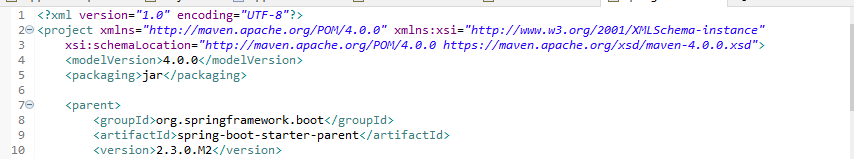 1 <?xml version="1.0" encoding="UTF-8"?>
2 <project xmlns="http://maven.apache.org/POM/4.0.0" xmlns:xsi="http://www.w3.org/2001/XMLSchema-instance"
3 xsi:schemaLocation="http://maven.apache.org/POM/4.0.0 https://maven.apache.org/xsd/maven-4.0.0.xsd">
4 <modelVersion>4.0.0</modelVersion>
5 <packaging>jar</packaging>
6
7 <parent>
8 <groupId>org.springframework.boot</groupId>
9 <artifactId>spring-boot-starter-parent</artifactId>
10 <version>2.3.0.M2</version>